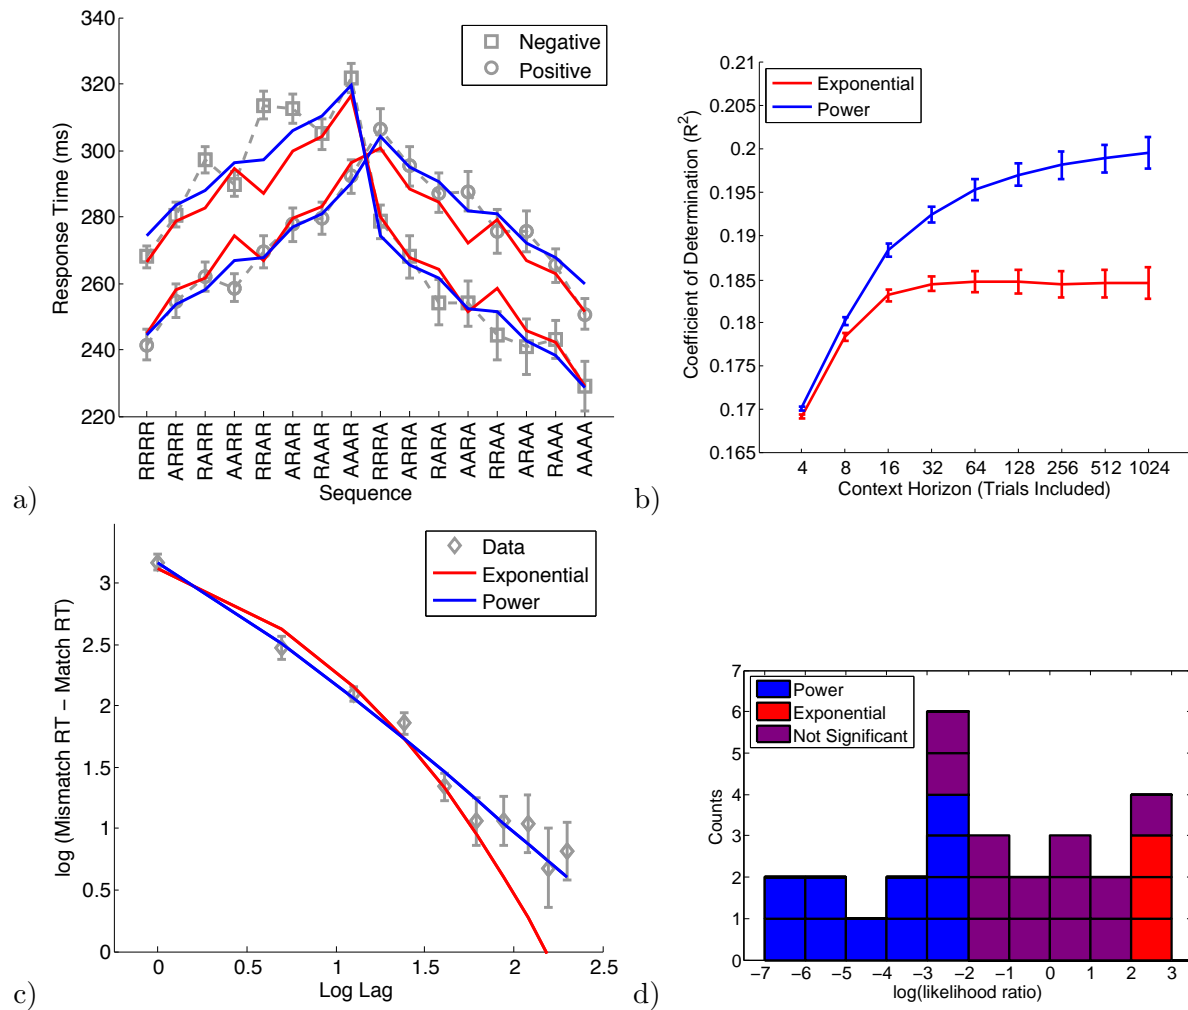 340
320
300
280
260
240
220
Response Time (ms)
Negative
Positive
RRRR
ARRR
RARR
AARR
RRAR
ARAR
RAAR
AAAR
RRRA
ARRA
RARA
AARA
RRAA
ARAA
RAAA
AAAA
Sequence
a)
0.21
0.205
0.2
0.195
0.19
0.185
0.18
0.175
0.17
0.165
Coefficient of Determination (R²)
Exponential
Power
4 8 16 32 64 128 256 512 1024
Context Horizon (Trials Included)
b)
3
2.5
2
1.5
1
0.5
0
log (Mismatch RT − Match RT)
Data
Exponential
Power
0 0.5 1 1.5 2 2.5
Log Lag
c)
7
6
5
4
3
2
1
0
Counts
Power
Exponential
Not Significant
−7 −6 −5 −4 −3 −2 −1 0 1 2 3
log(likelihood ratio)
d)